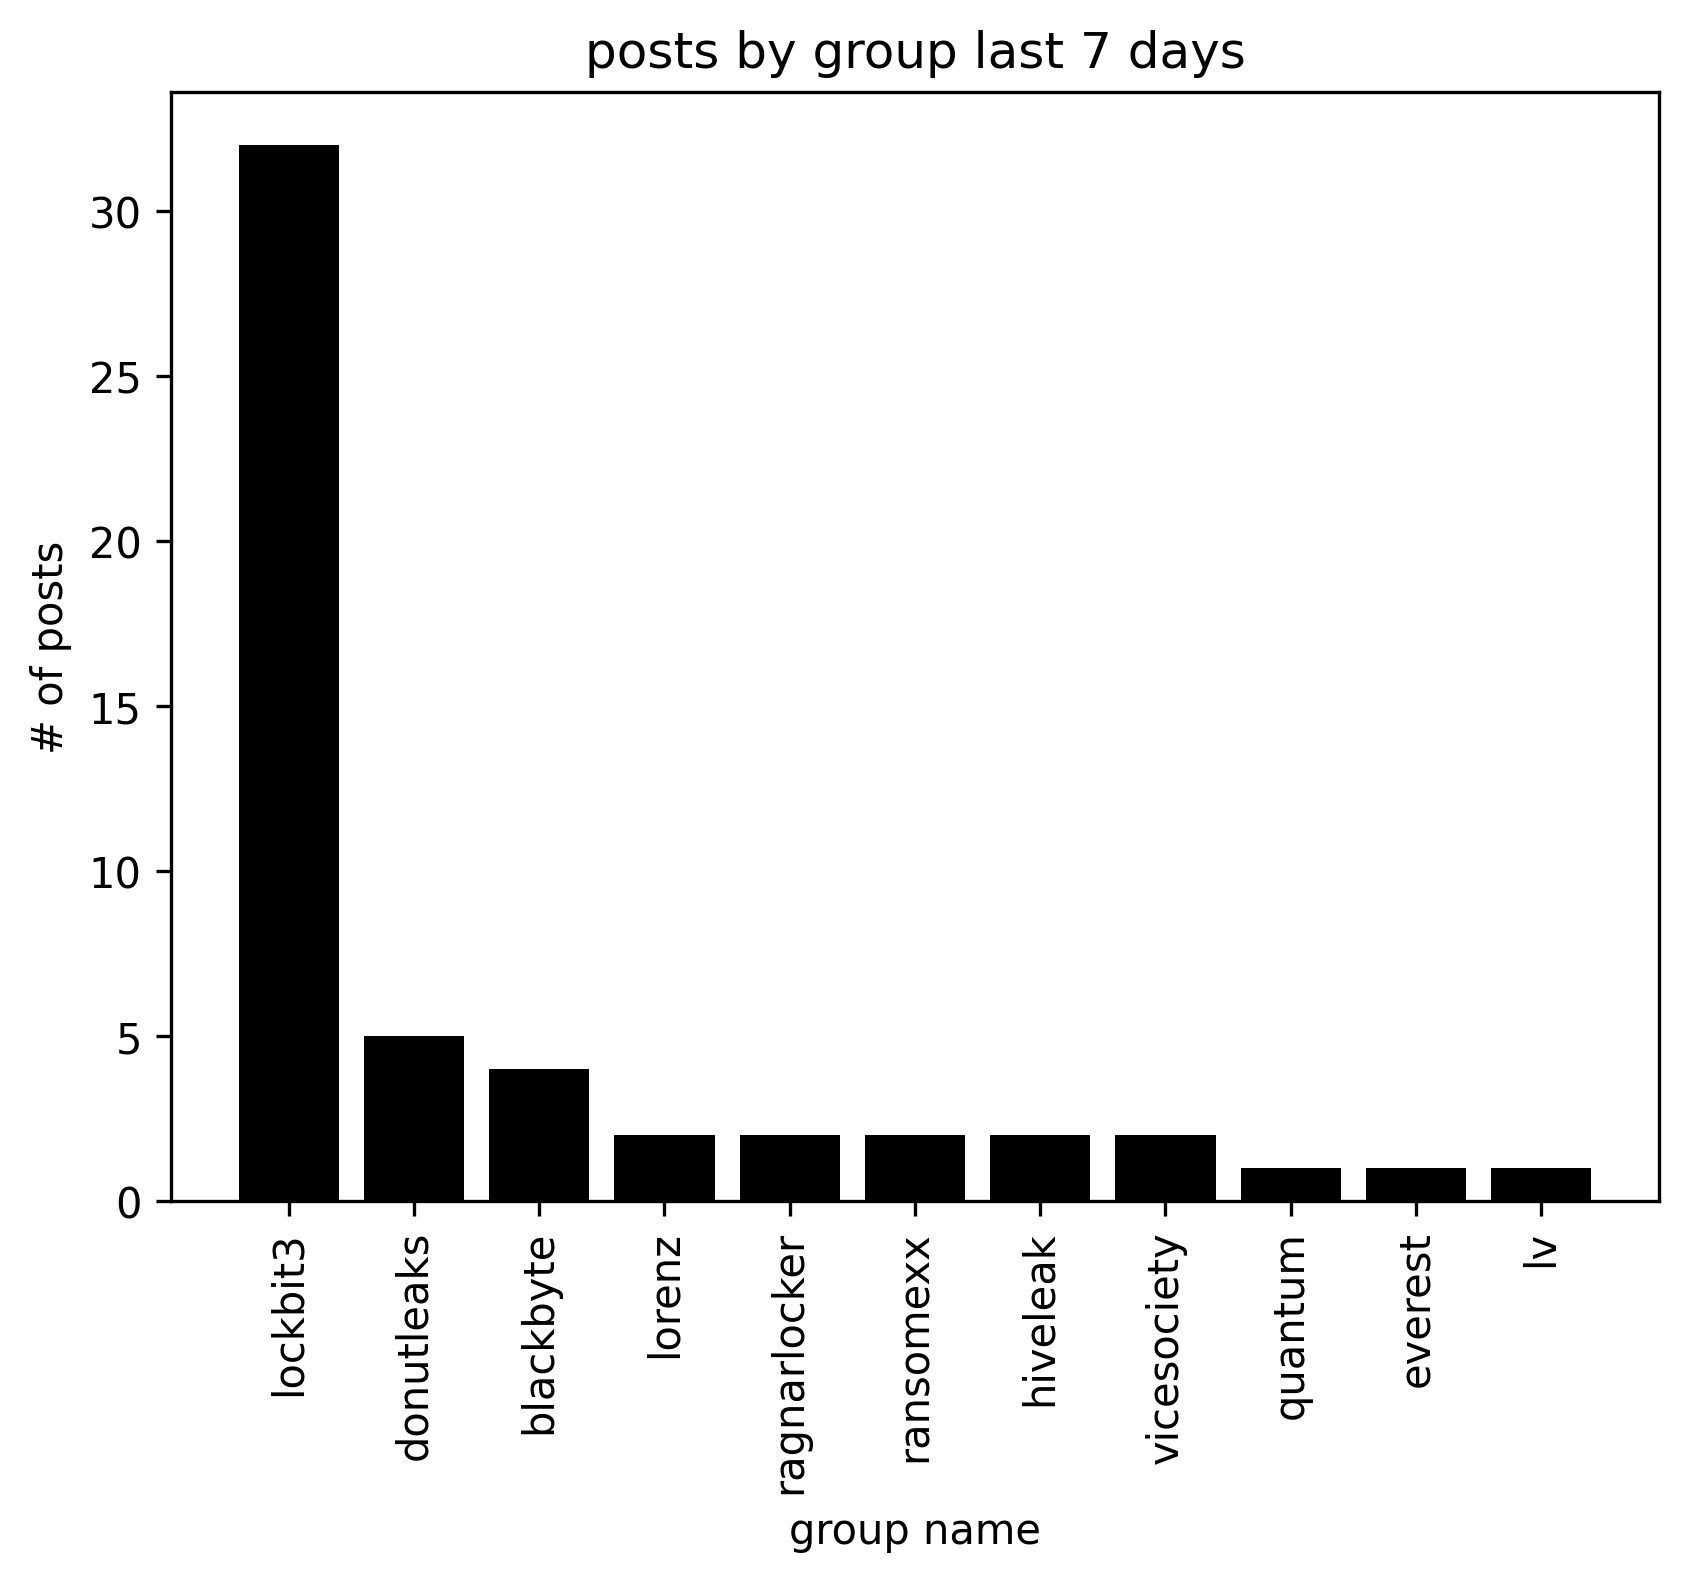 posts by group last 7 days
# of posts
30
25
20
15
10
5
0
lockbit3
donutleaks
blackbyte
lorenz
ragnarlocker
ransomexx
hiveleak
vicesociety
quantum
everest
lv
group name